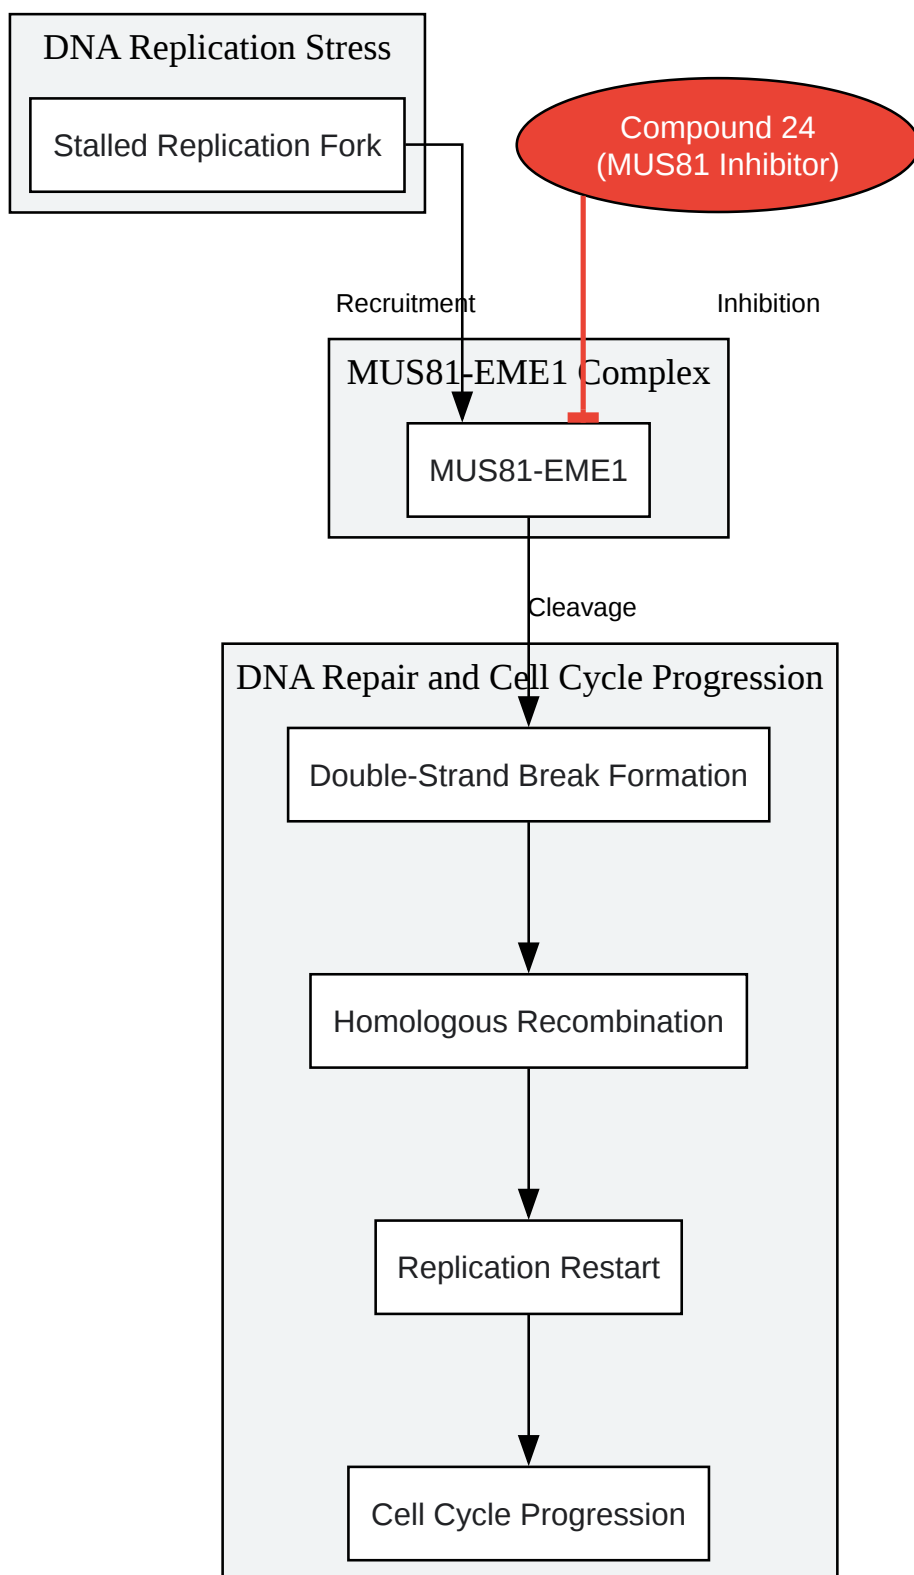 DNA Replication Stress
Stalled Replication Fork
Compound 24
(MUS81 Inhibitor)
Recruitment
Inhibition
MUS81-EME1 Complex
MUS81-EME1
Cleavage
DNA Repair and Cell Cycle Progression
Double-Strand Break Formation
Homologous Recombination
Replication Restart
Cell Cycle Progression